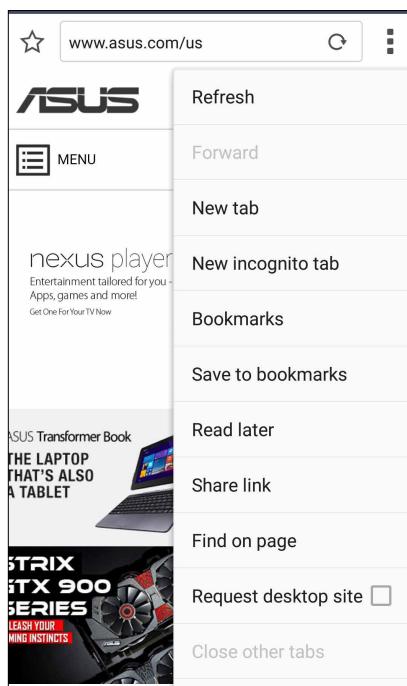 www.asus.com/us
ASUS
MENU
nexus player
Entertainment tailored for you -
Apps, games and more!
Get One For Your TV Now
ASUS Transformer Book
THE LAPTOP
THAT'S ALSO
A TABLET
STRIX
GTX 900
SERIES
UNLEASH YOUR
GAMING INSTINCTS
Refresh
Forward
New tab
New incognito tab
Bookmarks
Save to bookmarks
Read later
Share link
Find on page
Request desktop site
Close other tabs